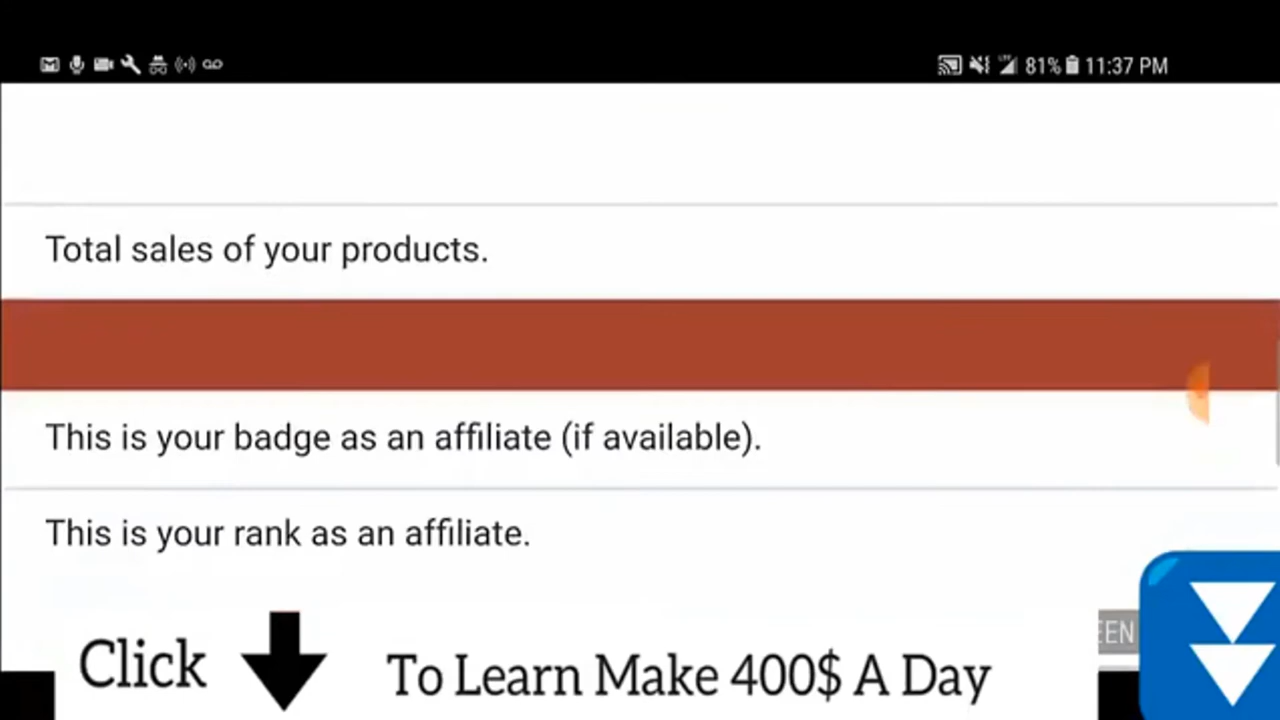 81% 11:37 PM
Total sales of your products.
This is your badge as an affiliate (if available).
This is your rank as an affiliate.
EEN
Click To Learn Make 400$ A Day